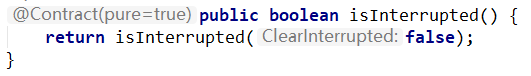 @Contract(pure=true) public boolean isInterrupted() {
return isInterrupted( ClearInterrupted: false);
}